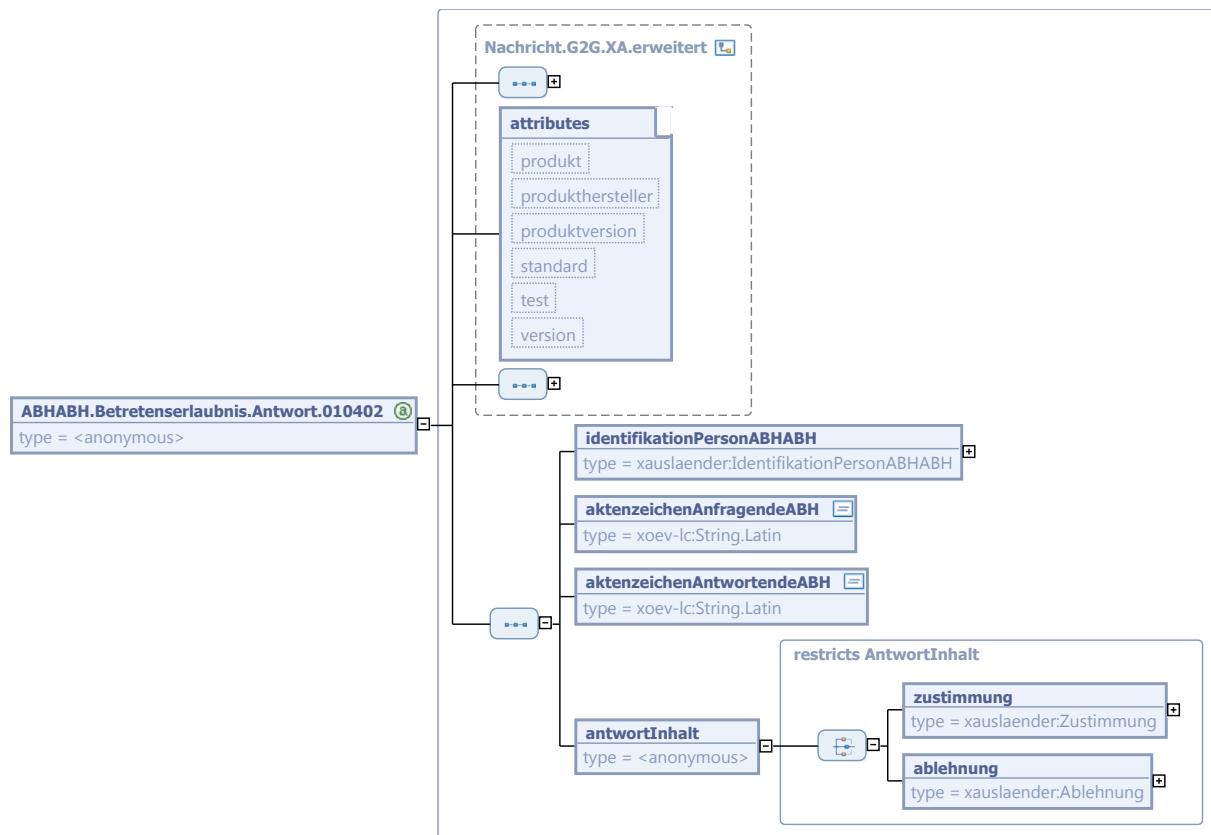 Nachricht.G2G.XA.erweitert
attributes
produkt
produkthersteller
produktversion
standard
test
version
ABHABH.Betretenserlaubnis.Antwort.010402 a
type = <anonymous>
identifikationPersonABHABH
type = xauslaender:IdentifikationPersonABHABH
aktenzeichenAnfragendeABH
type = xoev-lc:String.Latin
aktenzeichenAntwortendeABH
type = xoev-lc:String.Latin
restricts AntwortInhalt
zustimmung
type = xauslaender:Zustimmung
antwortInhalt
type = <anonymous>
ablehnung
type = xauslaender:Ablehnung